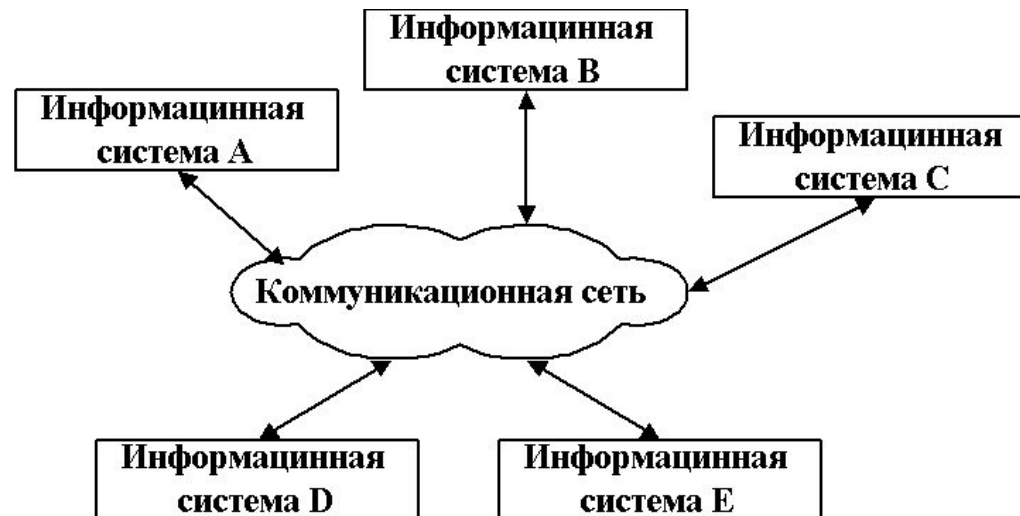 Информацинная
система B
Информацинная
система A
Информацинная
система C
Коммуникационная сеть
Информацинная
система D
Информацинная
система E